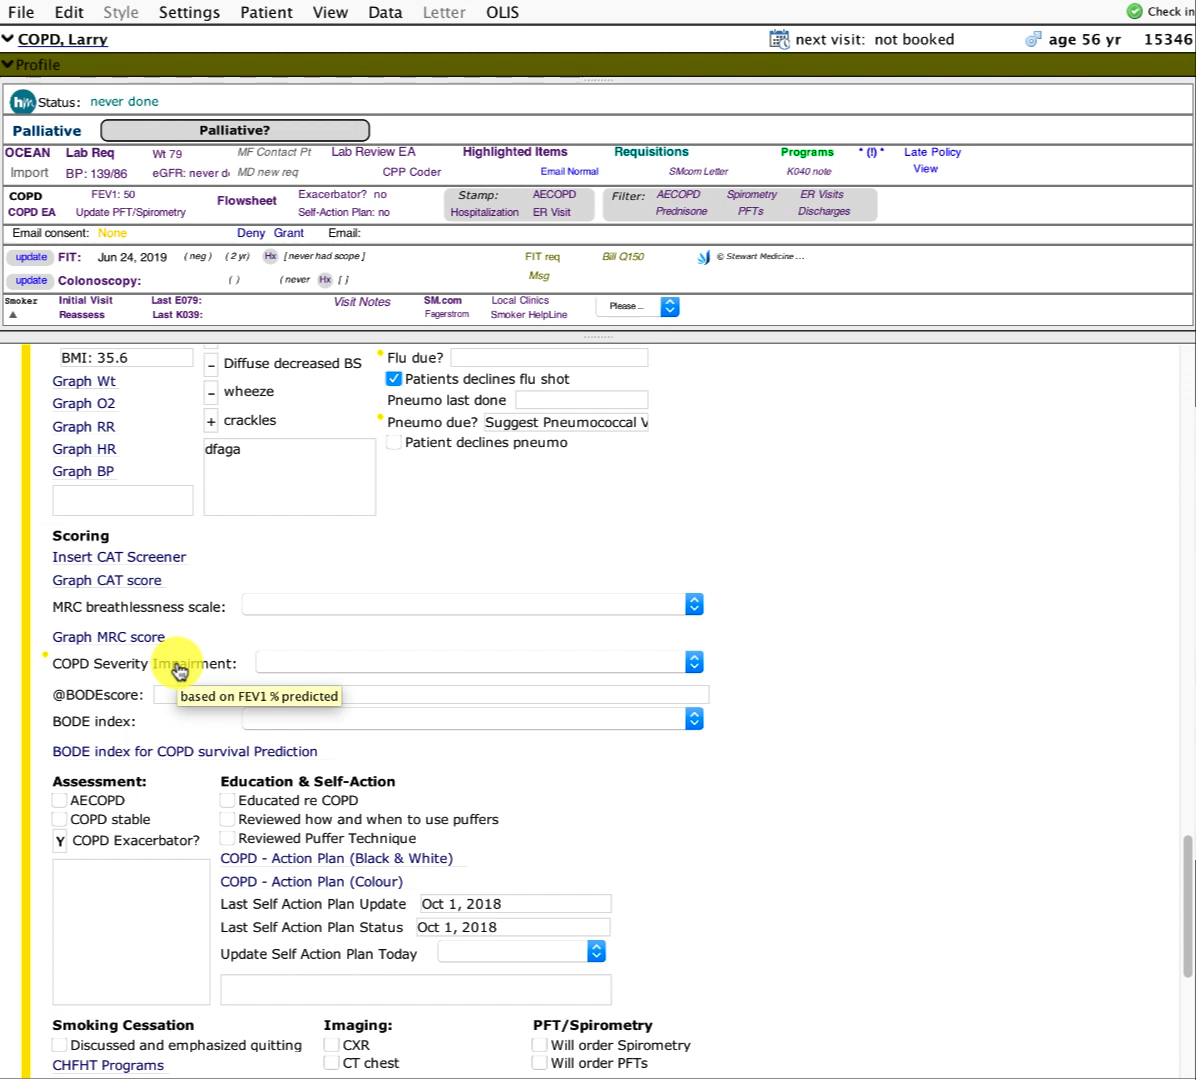 File Edit Style Settings Patient View Data Letter OLIS Check in
COPD, Larry next visit: not booked age 56 yr 15346
Profile
hm Status: never done
Palliative Palliative?
OCEAN Lab Req Wt 79 MF Contact Pt Lab Review EA Highlighted Items Requisitions Programs * (!) * Late Policy
Import BP: 139/86 eGFR: never d MD new req CPP Coder Email Normal SMcom Letter K040 note View
COPD FEV1: 50 Flowsheet Exacerbator? no Stamp: AECOPD Filter: AECOPD Spirometry ER Visits
COPD EA Update PFT/Spirometry Self-Action Plan: no Hospitalization ER Visit Prednisone PFTs Discharges
Email consent: None Deny Grant Email:
update FIT: Jun 24, 2019 ( neg ) ( 2 yr) Hx [ never had scope ] FIT req Bill Q150 © Stewart Medicine ...
update Colonoscopy: ( ) ( never Hx [ ] Msg
Smoker Initial Visit Last E079: Visit Notes SM.com Local Clinics Please ...
▲ Reassess Last K039: Fagerstrom Smoker HelpLine
BMI: 35.6 – Diffuse decreased BS Flu due?
Graph Wt Patients declines flu shot
Graph O2 – wheeze Pneumo last done
Graph RR + crackles Pneumo due? Suggest Pneumococcal V
Graph HR dfaga Patient declines pneumo
Graph BP
Scoring
Insert CAT Screener
Graph CAT score
MRC breathlessness scale:
Graph MRC score
COPD Severity Impairment:
@BODEscore: based on FEV1 % predicted
BODE index:
BODE index for COPD survival Prediction
Assessment: Education & Self-Action
AECOPD Educated re COPD
COPD stable Reviewed how and when to use puffers
Y COPD Exacerbator? Reviewed Puffer Technique
COPD - Action Plan (Black & White)
COPD - Action Plan (Colour)
Last Self Action Plan Update Oct 1, 2018
Last Self Action Plan Status Oct 1, 2018
Update Self Action Plan Today
Smoking Cessation Imaging: PFT/Spirometry
Discussed and emphasized quitting CXR Will order Spirometry
CHFHT Programs CT chest Will order PFTs